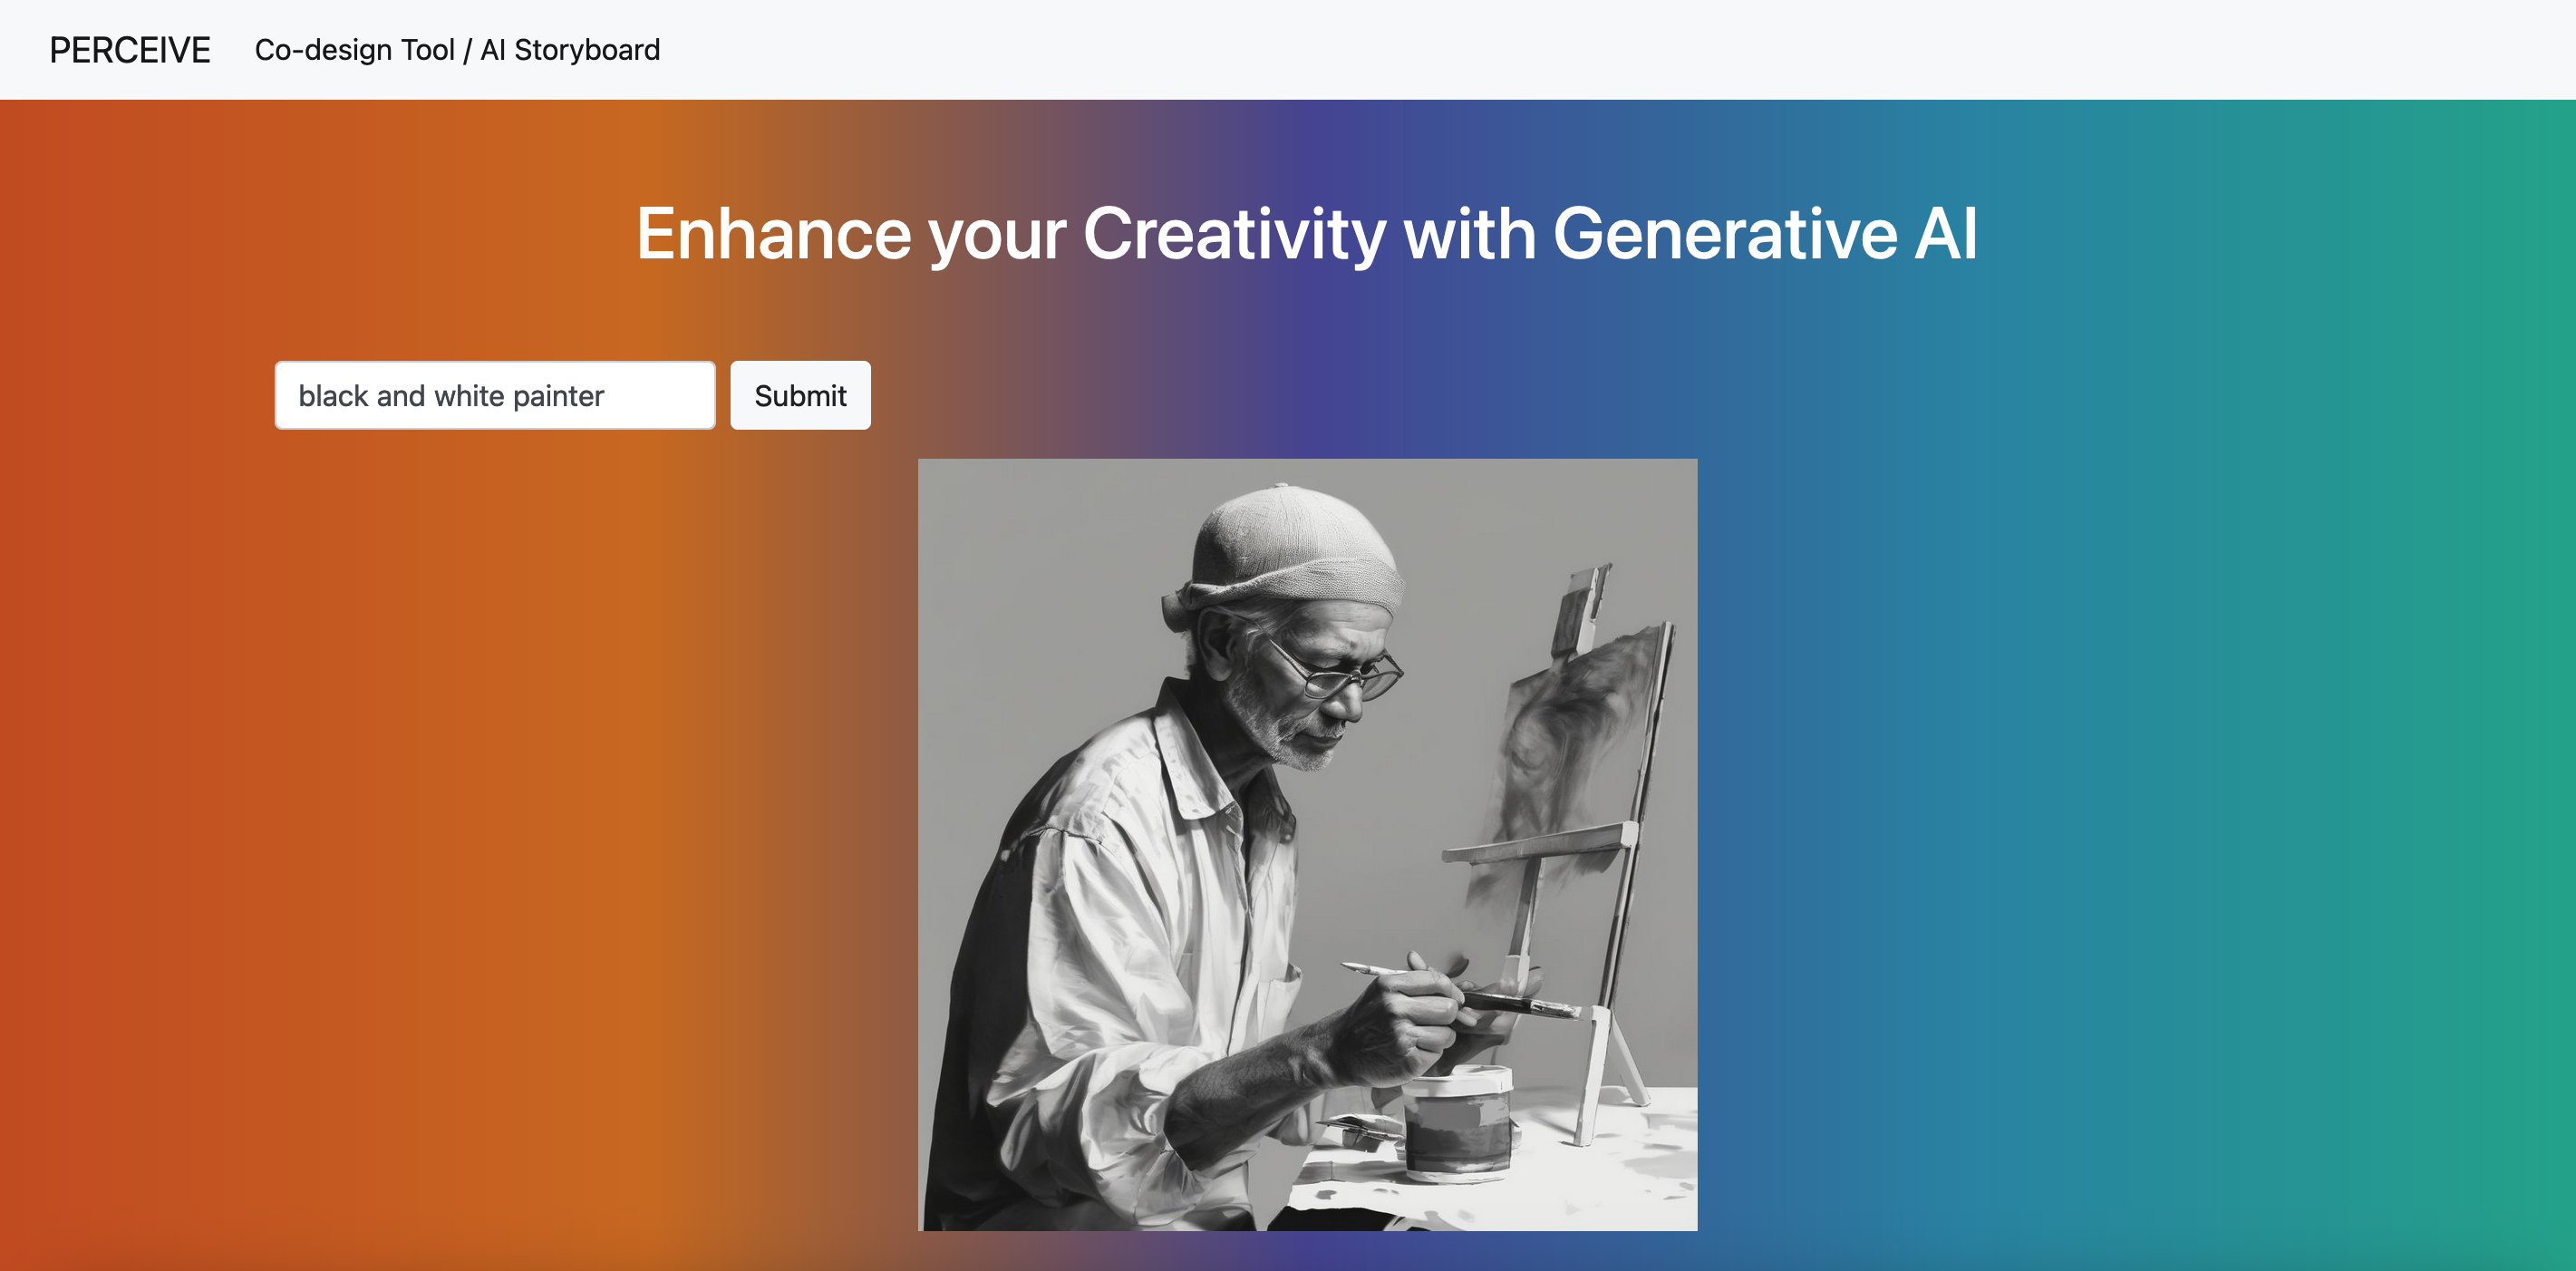 PERCEIVE Co-design Tool / AI Storyboard
Enhance your Creativity with Generative AI
black and white painter Submit